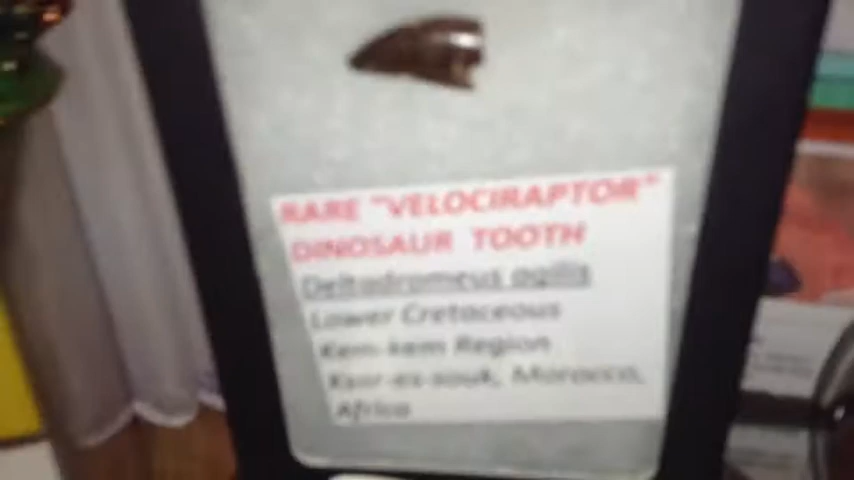 RARE "VELOCIRAPTOR"
DINOSAUR TOOTH
Deltadromeus agilis
Lower Cretaceous
Kem-kem Region
Ksar-es-souk, Morocco,
Africa